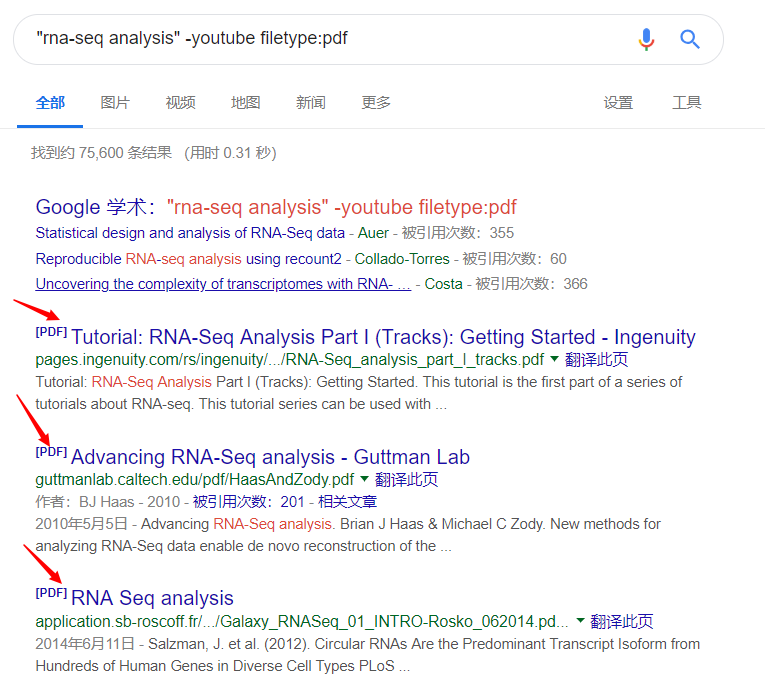 "rna-seq analysis" -youtube filetype:pdf
全部 图片 视频 地图 新闻 更多 设置 工具
找到约 75,600 条结果 （用时 0.31 秒）
Google 学术："rna-seq analysis" -youtube filetype:pdf
Statistical design and analysis of RNA-Seq data - Auer - 被引用次数：355
Reproducible RNA-seq analysis using recount2 - Collado-Torres - 被引用次数：60
Uncovering the complexity of transcriptomes with RNA- ... - Costa - 被引用次数：366
[PDF] Tutorial: RNA-Seq Analysis Part I (Tracks): Getting Started - Ingenuity
pages.ingenuity.com/rs/ingenuity/.../RNA-Seq_analysis_part_I_tracks.pdf ▼ 翻译此页
Tutorial: RNA-Seq Analysis Part I (Tracks): Getting Started. This tutorial is the first part of a series of
tutorials about RNA-seq. This tutorial series can be used with ...
[PDF] Advancing RNA-Seq analysis - Guttman Lab
guttmanlab.caltech.edu/pdf/HaasAndZody.pdf ▼ 翻译此页
作者：BJ Haas - 2010 - 被引用次数：201 - 相关文章
2010年5月5日 - Advancing RNA-Seq analysis. Brian J Haas & Michael C Zody. New methods for
analyzing RNA-Seq data enable de novo reconstruction of the ...
[PDF] RNA Seq analysis
application.sb-roscoff.fr/.../Galaxy_RNASeq_01_INTRO-Rosko_062014.pd... ▼ 翻译此页
2014年6月11日 - Salzman, J. et al. (2012). Circular RNAs Are the Predominant Transcript Isoform from
Hundreds of Human Genes in Diverse Cell Types PLoS ...